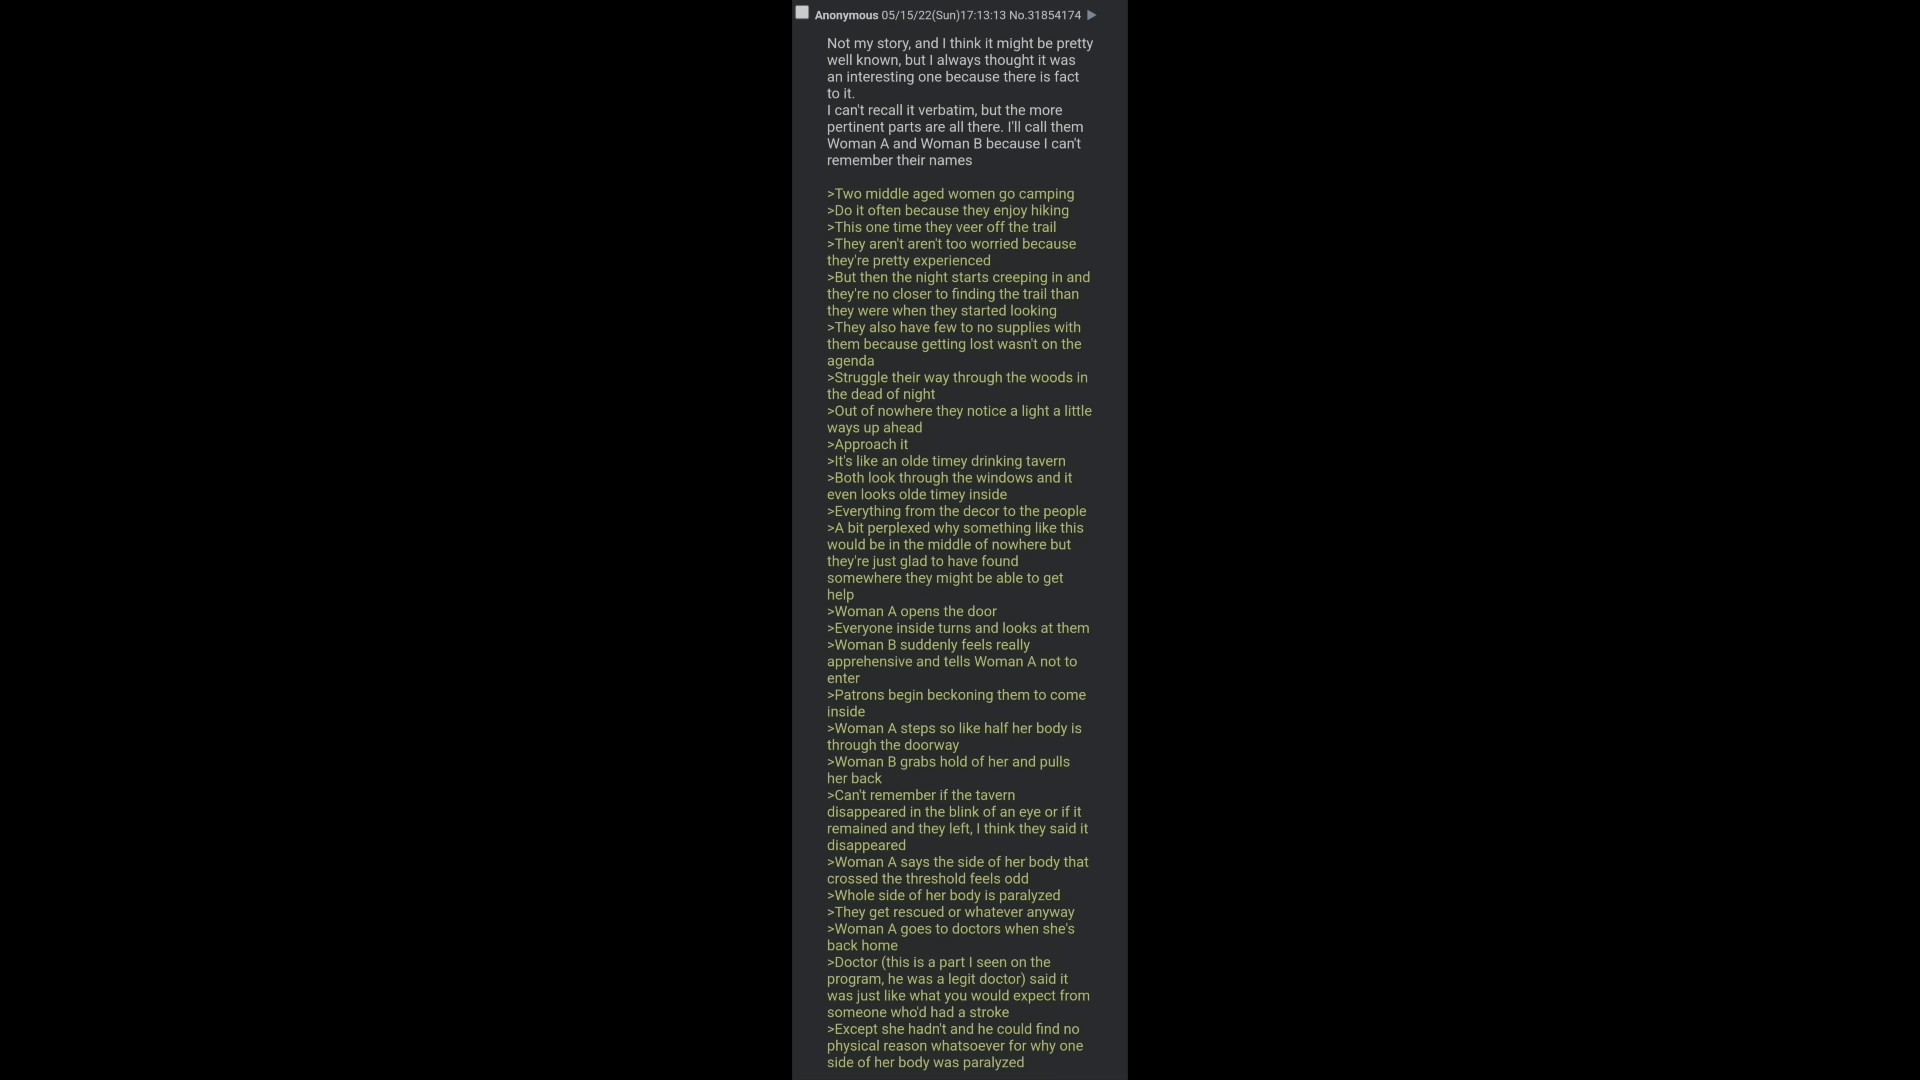 Anonymous 05/15/22(Sun)17:13:13 No.31854174
Not my story, and I think it might be pretty
well known, but I always thought it was
an interesting one because there is fact
to it.
I can't recall it verbatim, but the more
pertinent parts are all there. I'll call them
Woman A and Woman B because I can't
remember their names
>Two middle aged women go camping
>Do it often because they enjoy hiking
>This one time they veer off the trail
>They aren't aren't too worried because
they're pretty experienced
>But then the night starts creeping in and
they're no closer to finding the trail than
they were when they started looking
>They also have few to no supplies with
them because getting lost wasn't on the
agenda
>Struggle their way through the woods in
the dead of night
>Out of nowhere they notice a light a little
ways up ahead
>Approach it
>It's like an olde timey drinking tavern
>Both look through the windows and it
even looks olde timey inside
>Everything from the decor to the people
>A bit perplexed why something like this
would be in the middle of nowhere but
they're just glad to have found
somewhere they might be able to get
help
>Woman A opens the door
>Everyone inside turns and looks at them
>Woman B suddenly feels really
apprehensive and tells Woman A not to
enter
>Patrons begin beckoning them to come
inside
>Woman A steps so like half her body is
through the doorway
>Woman B grabs hold of her and pulls
her back
>Can't remember if the tavern
disappeared in the blink of an eye or if it
remained and they left, I think they said it
disappeared
>Woman A says the side of her body that
crossed the threshold feels odd
>Whole side of her body is paralyzed
>They get rescued or whatever anyway
>Woman A goes to doctors when she's
back home
>Doctor (this is a part I seen on the
program, he was a legit doctor) said it
was just like what you would expect from
someone who'd had a stroke
>Except she hadn't and he could find no
physical reason whatsoever for why one
side of her body was paralyzed